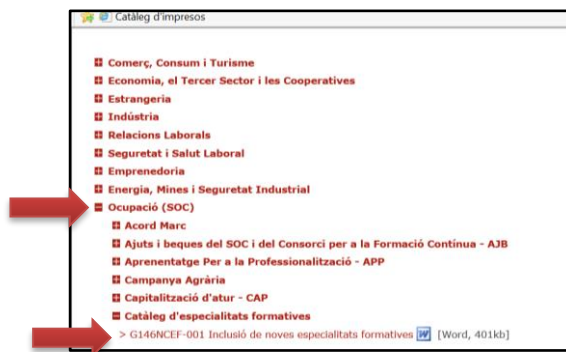 Catàleg d'impresos
Comerç, Consum i Turisme
Economia, el Tercer Sector i les Cooperatives
Estrangeria
Indústria
Relacions Laborals
Seguretat i Salut Laboral
Emprenedoria
Energia, Mines i Seguretat Industrial
Ocupació (SOC)
Acord Marc
Ajuts i beques del SOC i del Consorci per a la Formació Contínua - AJB
Aprenentatge Per a la Professionalització - APP
Campanya Agrària
Capitalització d'atur - CAP
Catàleg d'especialitats formatives
> G146NCEF-001 Inclusió de noves especialitats formatives [Word, 401kb]